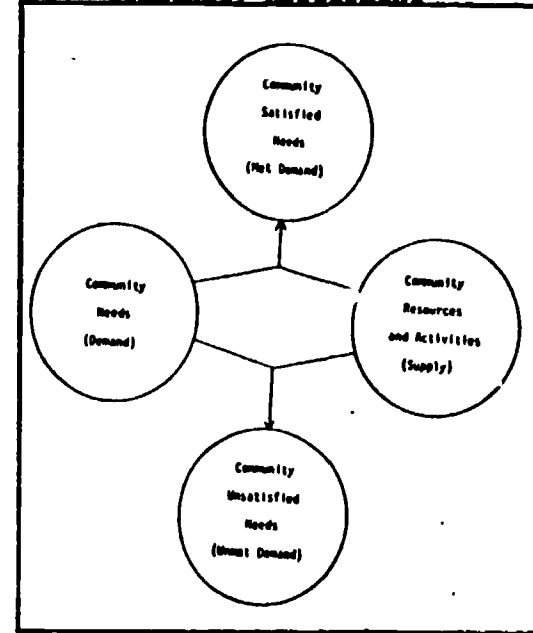 Community
Satisfied
Needs
(Met Demand)
Community
Needs
(Demand)
Community
Resources
and Activities
(Supply)
Community
Unsatisfied
Needs
(Unmet Demand)